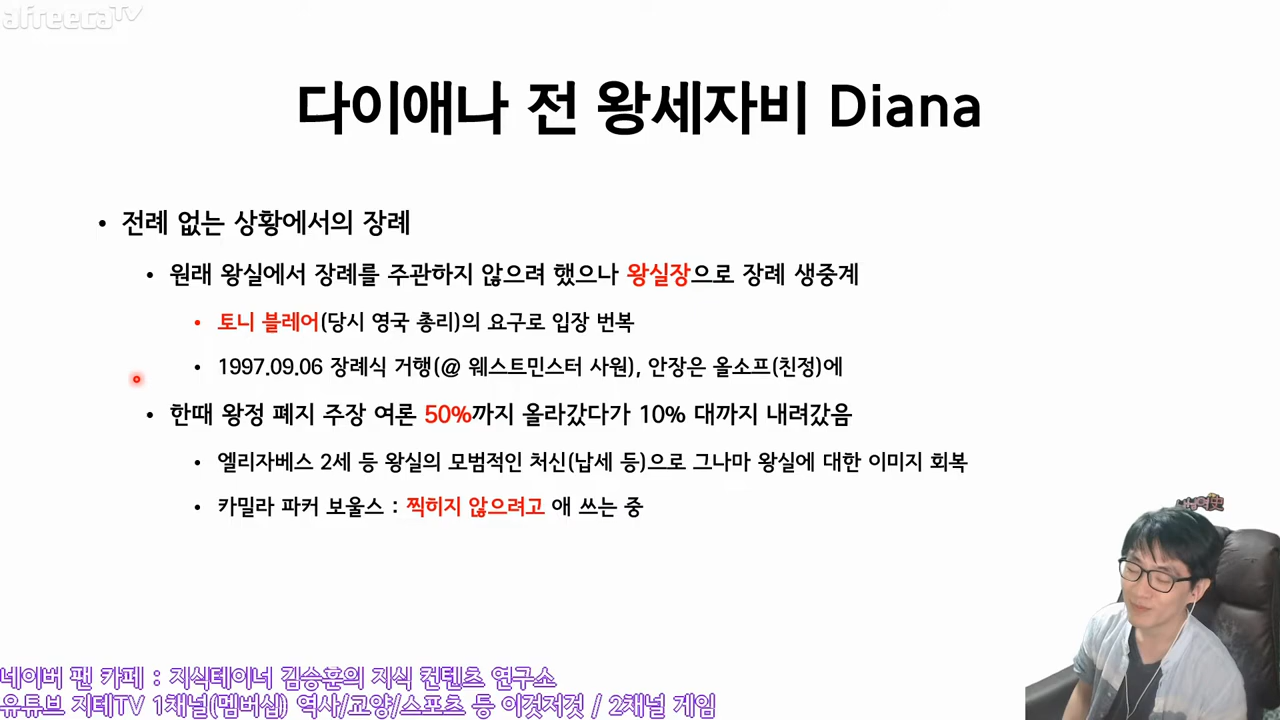 afreecaTV
다이애나 전 왕세자비 Diana
• 전례 없는 상황에서의 장례
• 원래 왕실에서 장례를 주관하지 않으려 했으나 왕실장으로 장례 생중계
• 토니 블레어(당시 영국 총리)의 요구로 입장 번복
• 1997.09.06 장례식 거행(@ 웨스트민스터 사원), 안장은 올소프(친정)에
• 한때 왕정 폐지 주장 여론 50%까지 올라갔다가 10% 대까지 내려갔음
• 엘리자베스 2세 등 왕실의 모범적인 처신(납세 등)으로 그나마 왕실에 대한 이미지 회복
• 카밀라 파커 보울스 : 찍히지 않으려고 애 쓰는 중
네이버 팬 카페 : 지식테이너 김승훈의 지식 컨텐츠 연구소
유튜브 지테TV 1채널(멤버십) 역사/교양/스포츠 등 이것저것 / 2채널 게임